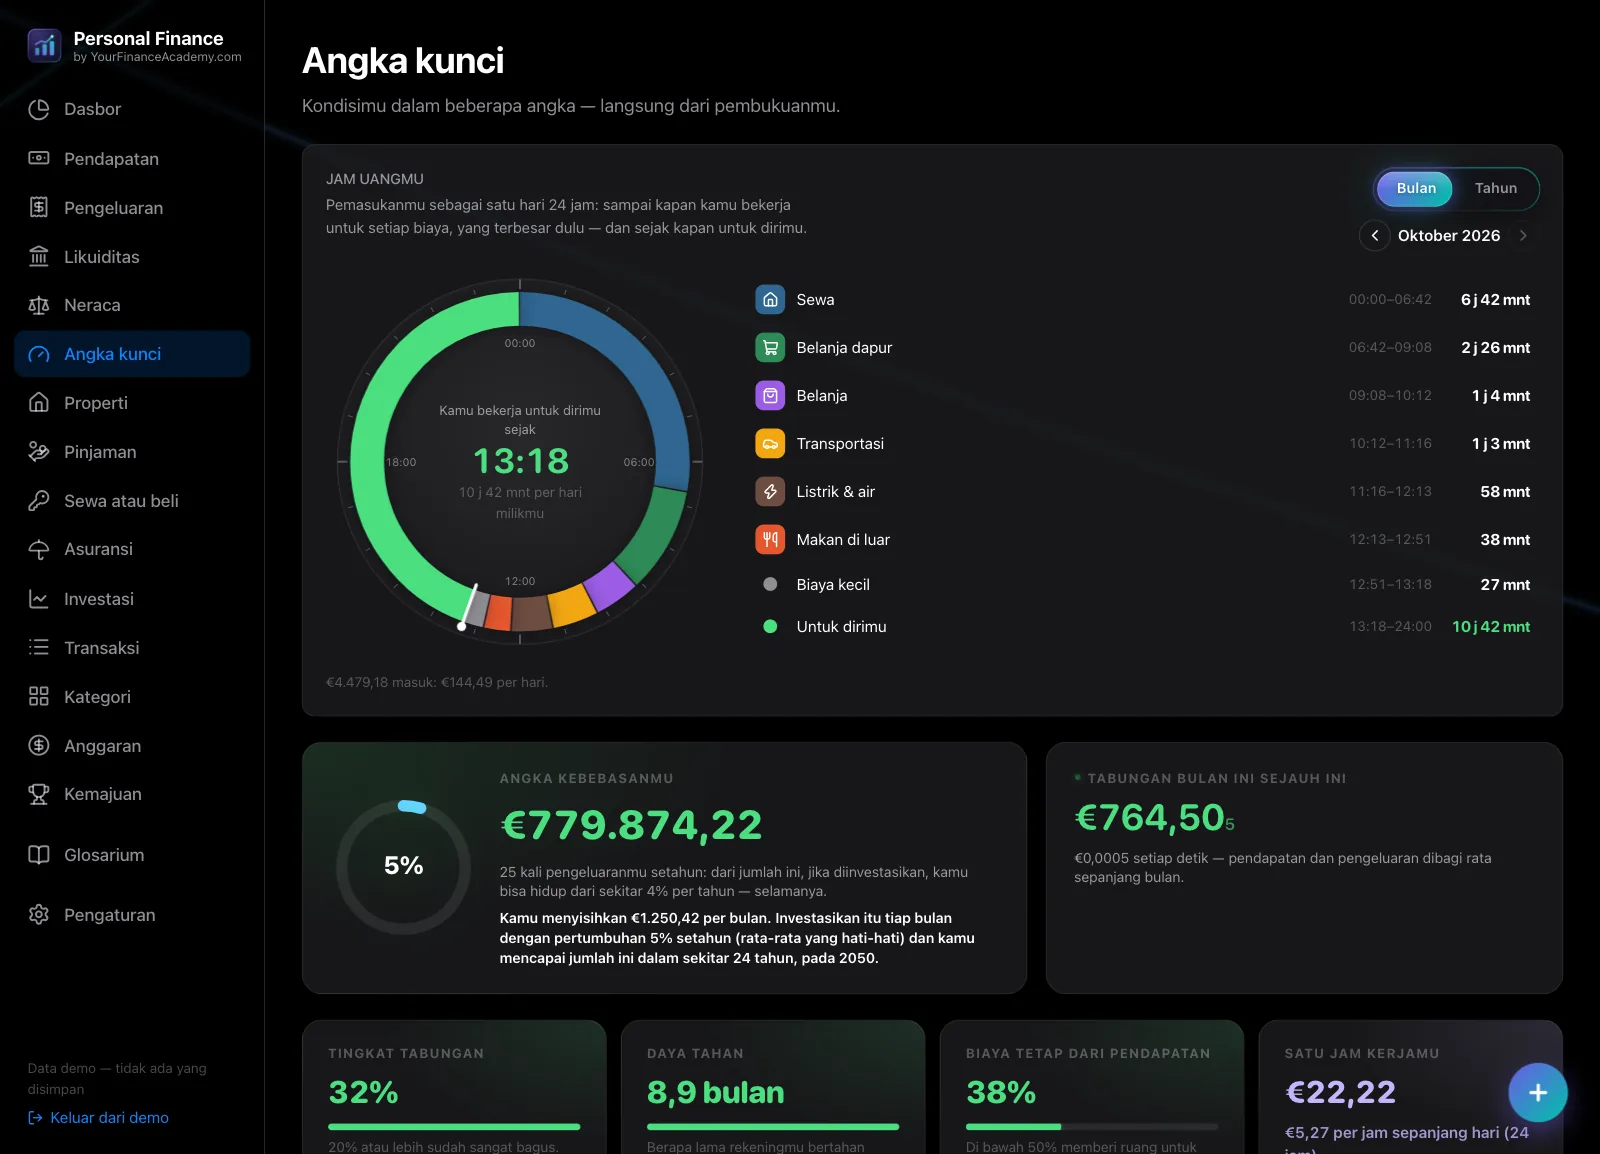 Personal Finance
by YourFinanceAcademy.com
Dasbor
Pendapatan
Pengeluaran
Likuiditas
Neraca
Angka kunci
Properti
Pinjaman
Sewa atau beli
Asuransi
Investasi
Transaksi
Kategori
Anggaran
Kemajuan
Glosarium
Pengaturan
Data demo — tidak ada yang
disimpan
Keluar dari demo
Angka kunci
Kondisimu dalam beberapa angka — langsung dari pembukuanmu.
JAM UANGMU
Pemasukanmu sebagai satu hari 24 jam: sampai kapan kamu bekerja
untuk setiap biaya, yang terbesar dulu — dan sejak kapan untuk dirimu.
Bulan
Tahun
Oktober 2026
00:00
06:00
12:00
18:00
Kamu bekerja untuk dirimu
sejak
13:18
10 j 42 mnt per hari
milikmu
Sewa 00:00–06:42 6 j 42 mnt
Belanja dapur 06:42–09:08 2 j 26 mnt
Belanja 09:08–10:12 1 j 4 mnt
Transportasi 10:12–11:16 1 j 3 mnt
Listrik & air 11:16–12:13 58 mnt
Makan di luar 12:13–12:51 38 mnt
Biaya kecil 12:51–13:18 27 mnt
Untuk dirimu 13:18–24:00 10 j 42 mnt
€4.479,18 masuk: €144,49 per hari.
5%
ANGKA KEBEBASANMU
€779.874,22
25 kali pengeluaranmu setahun: dari jumlah ini, jika diinvestasikan, kamu
bisa hidup dari sekitar 4% per tahun — selamanya.
Kamu menyisihkan €1.250,42 per bulan. Investasikan itu tiap bulan
dengan pertumbuhan 5% setahun (rata-rata yang hati-hati) dan kamu
mencapai jumlah ini dalam sekitar 24 tahun, pada 2050.
TABUNGAN BULAN INI SEJAUH INI
€764,505
€0,0005 setiap detik — pendapatan dan pengeluaran dibagi rata
sepanjang bulan.
TINGKAT TABUNGAN
32%
20% atau lebih sudah sangat bagus.
DAYA TAHAN
8,9 bulan
Berapa lama rekeningmu bertahan
BIAYA TETAP DARI PENDAPATAN
38%
Di bawah 50% memberi ruang untuk
SATU JAM KERJAMU
€22,22
€5,27 per jam sepanjang hari (24
jam)